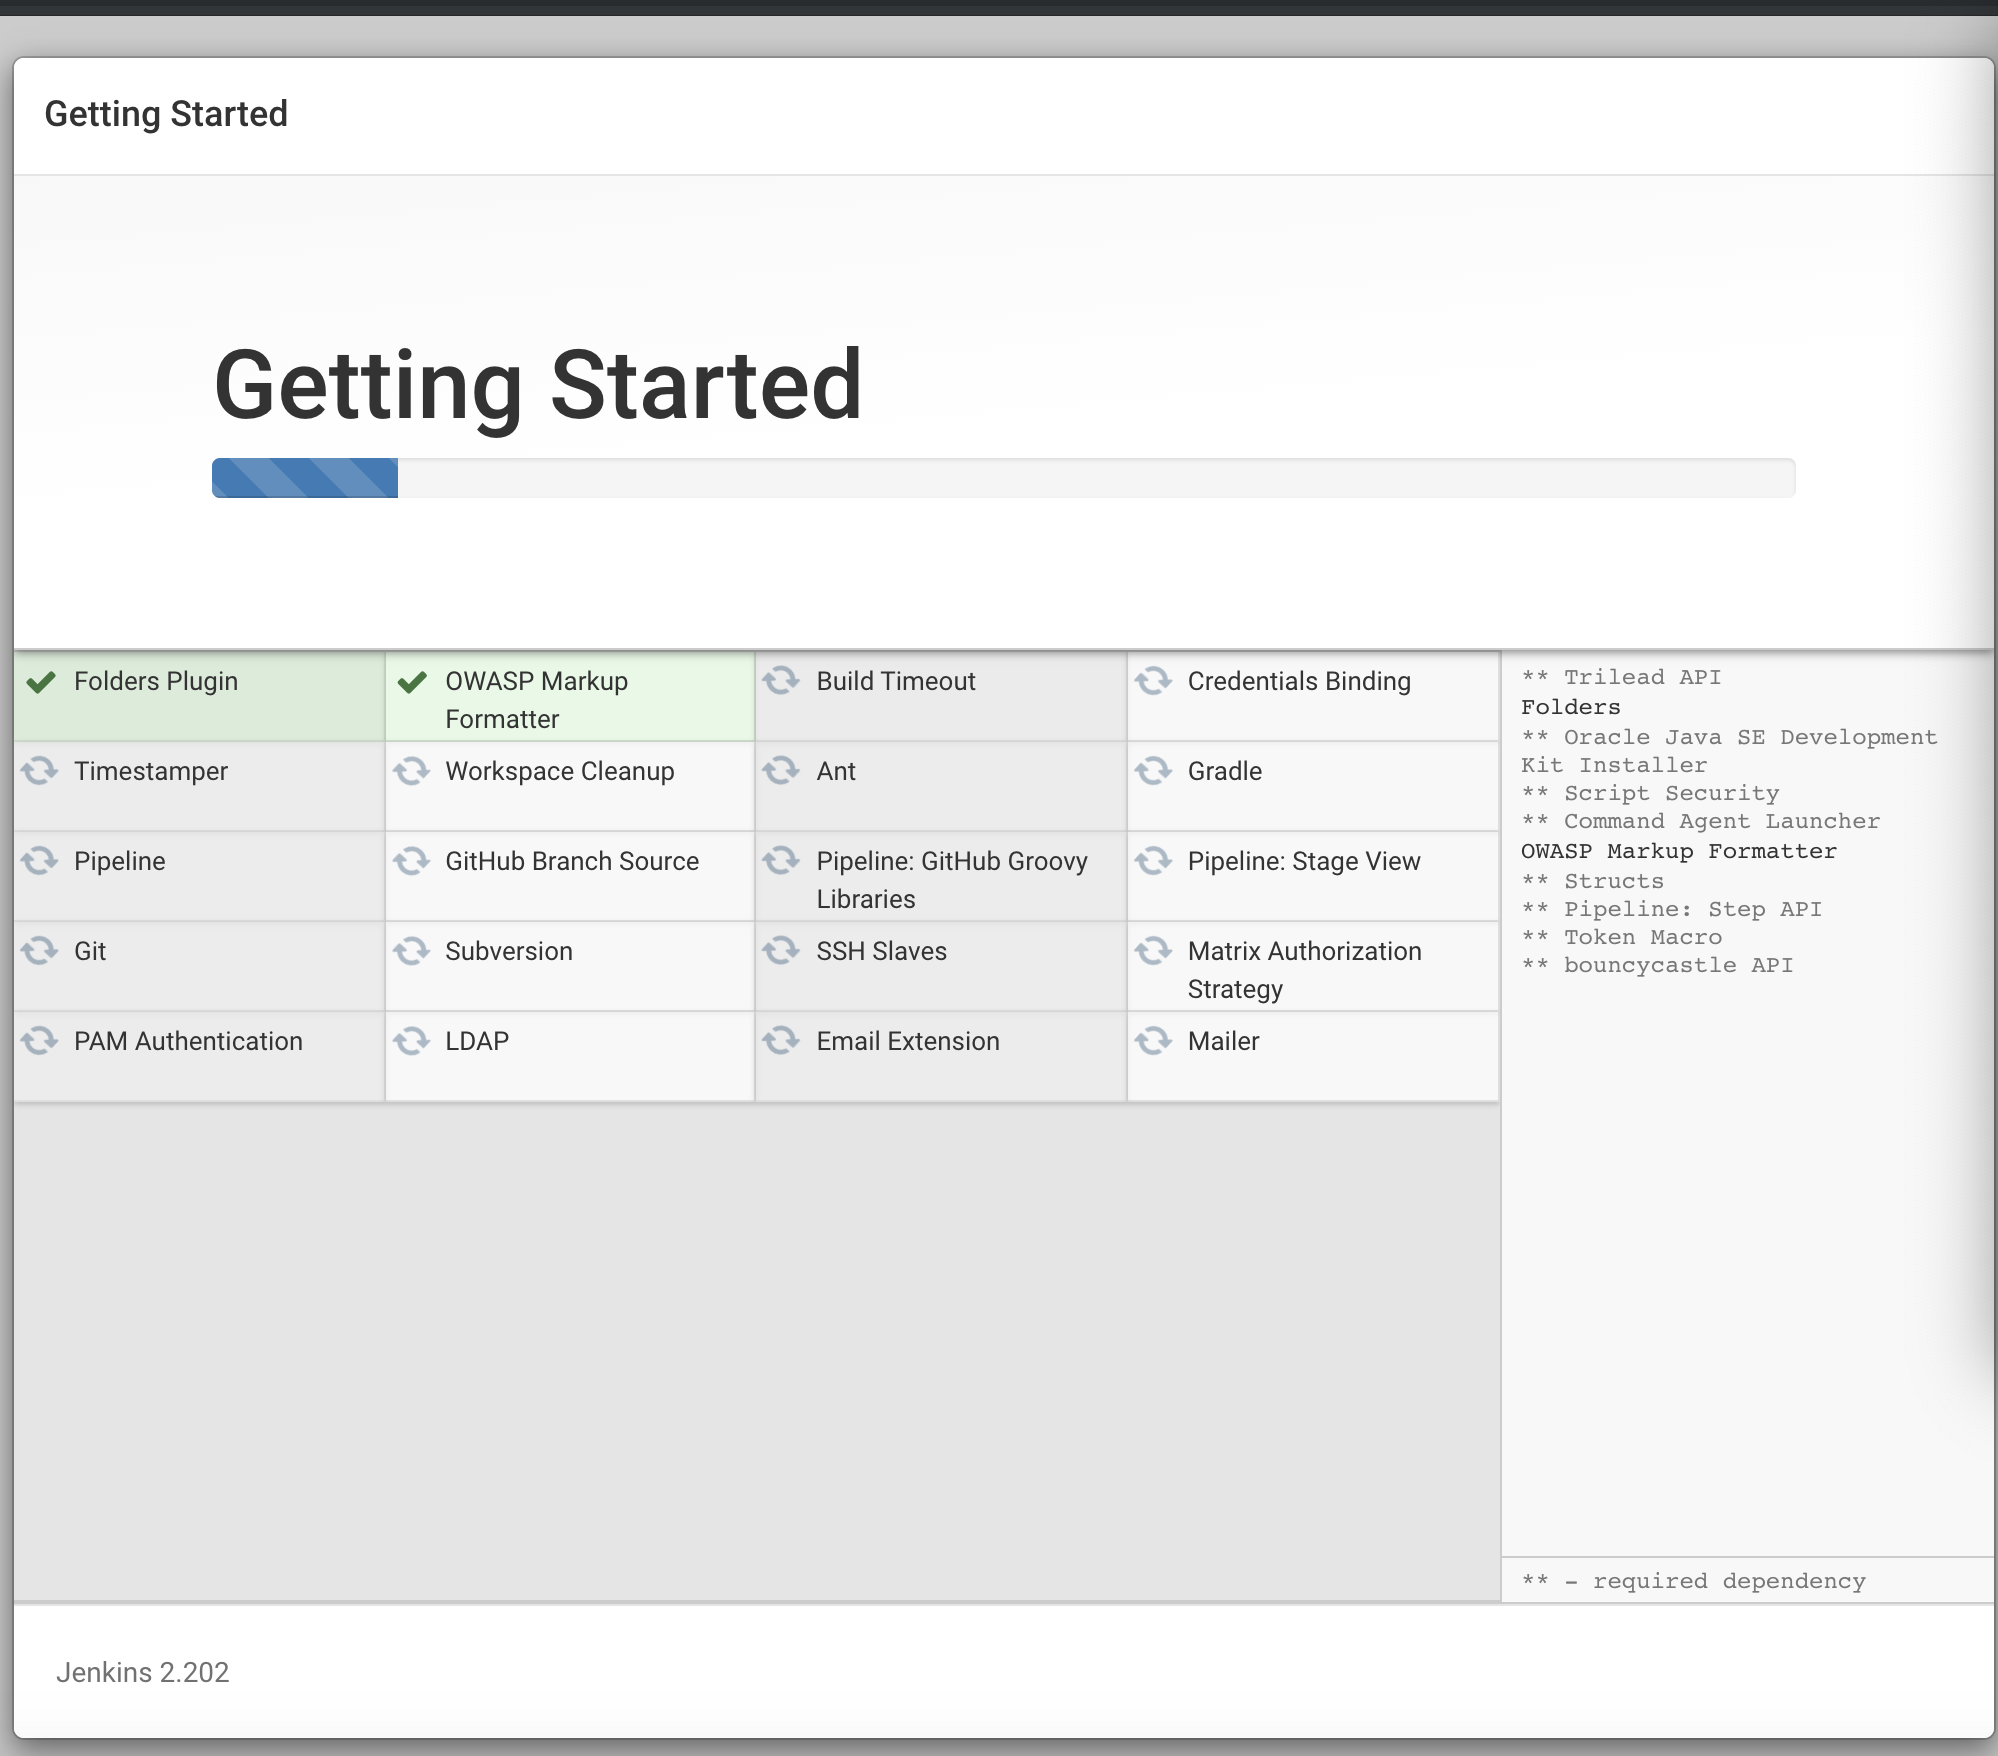 Getting Started
Getting Started
Folders Plugin
OWASP Markup
Formatter
Build Timeout
Credentials Binding
Timestamper
Workspace Cleanup
Ant
Gradle
Pipeline
GitHub Branch Source
Pipeline: GitHub Groovy
Libraries
Pipeline: Stage View
Git
Subversion
SSH Slaves
Matrix Authorization
Strategy
PAM Authentication
LDAP
Email Extension
Mailer
** Trilead API
Folders
** Oracle Java SE Development
Kit Installer
** Script Security
** Command Agent Launcher
OWASP Markup Formatter
** Structs
** Pipeline: Step API
** Token Macro
** bouncycastle API
** - required dependency
Jenkins 2.202